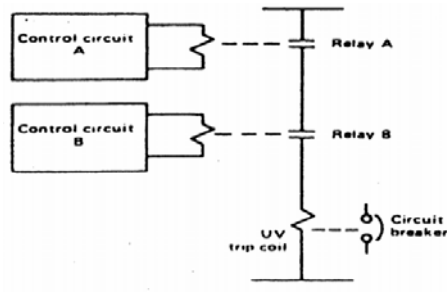 Control circuit
A
Relay A
Control circuit
B
Relay B
UV
trip coil
Circuit
breaker